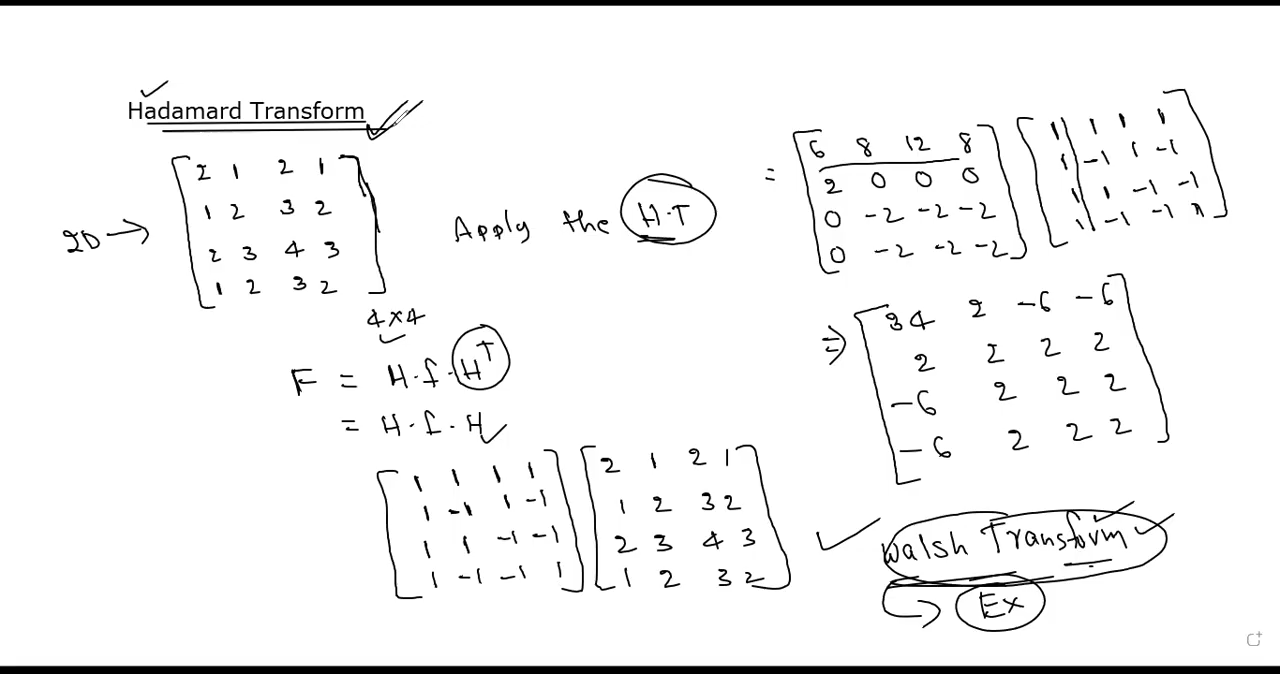 Hadamard Transform
2D → [2 1 2 1
1 2 3 2
2 3 4 3
1 2 3 2]
4×4
Apply the H.T
F = H.f.H^T
= H.f.H
[1 1 1 1
1 -1 1 -1
1 1 -1 -1
1 -1 -1 1]
[2 1 2 1
1 2 3 2
2 3 4 3
1 2 3 2]
= [6 8 12 8
2 0 0 0
0 -2 -2 -2
0 -2 -2 -2]
[1 1 1 1
1 -1 1 -1
1 1 -1 -1
1 -1 -1 1]
⇒ [34 2 -6 -6
2 2 2 2
-6 2 2 2
-6 2 2 2]
Walsh Transform
Ex